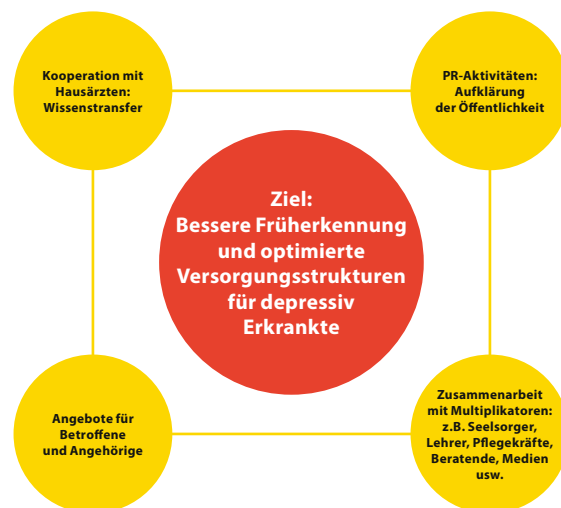 Kooperation mit
Hausärzten:
Wissenstransfer
PR-Aktivitäten:
Aufklärung
der Öffentlichkeit
Ziel:
Bessere Früherkennung
und optimierte
Versorgungsstrukturen
für depressiv
Erkrankte
Angebote für
Betroffene
und Angehörige
Zusammenarbeit
mit Multiplikatoren:
z.B. Seelsorger,
Lehrer, Pflegekräfte,
Beratende, Medien
usw.